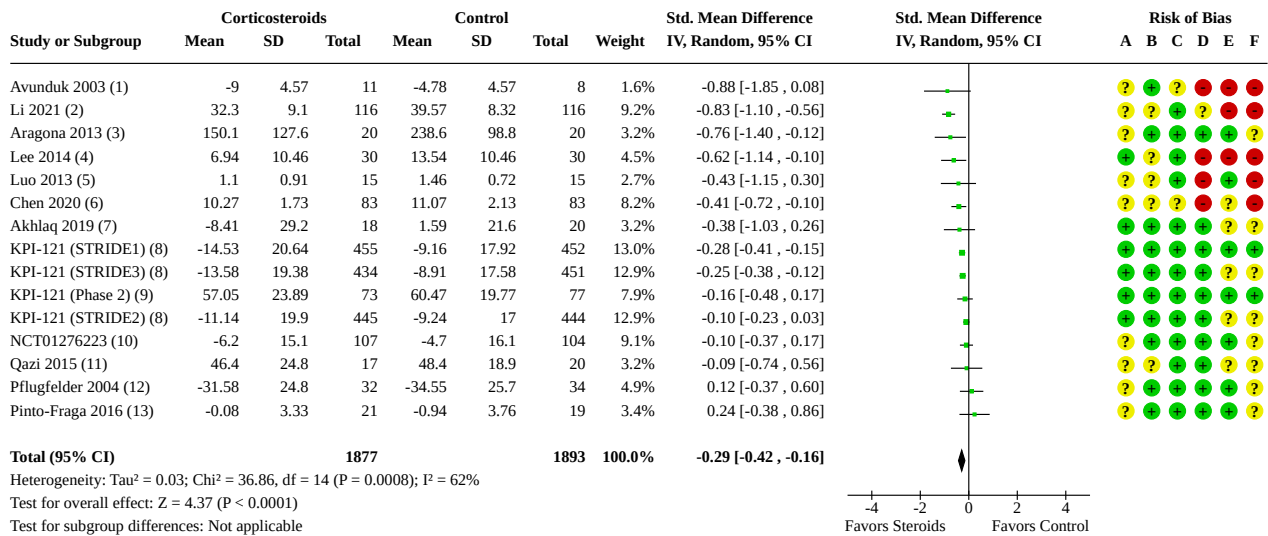 Corticosteroids Control Std. Mean Difference Std. Mean Difference Risk of Bias
Study or Subgroup Mean SD Total Mean SD Total Weight IV, Random, 95% CI IV, Random, 95% CI A B C D E F
Avunduk 2003 (1) -9 4.57 11 -4.78 4.57 8 1.6% -0.88 [-1.85 , 0.08] ? + ? - - -
Li 2021 (2) 32.3 9.1 116 39.57 8.32 116 9.2% -0.83 [-1.10 , -0.56] ? ? + ? - -
Aragona 2013 (3) 150.1 127.6 20 238.6 98.8 20 3.2% -0.76 [-1.40 , -0.12] ? + + + + ?
Lee 2014 (4) 6.94 10.46 30 13.54 10.46 30 4.5% -0.62 [-1.14 , -0.10] + ? + - - -
Luo 2013 (5) 1.1 0.91 15 1.46 0.72 15 2.7% -0.43 [-1.15 , 0.30] ? ? + - + -
Chen 2020 (6) 10.27 1.73 83 11.07 2.13 83 8.2% -0.41 [-0.72 , -0.10] ? ? ? - ? -
Akhlaq 2019 (7) -8.41 29.2 18 1.59 21.6 20 3.2% -0.38 [-1.03 , 0.26] + + + + ? ?
KPI-121 (STRIDE1) (8) -14.53 20.64 455 -9.16 17.92 452 13.0% -0.28 [-0.41 , -0.15] + + + + + +
KPI-121 (STRIDE3) (8) -13.58 19.38 434 -8.91 17.58 451 12.9% -0.25 [-0.38 , -0.12] + + + + ? ?
KPI-121 (Phase 2) (9) 57.05 23.89 73 60.47 19.77 77 7.9% -0.16 [-0.48 , 0.17] + + + + + +
KPI-121 (STRIDE2) (8) -11.14 19.9 445 -9.24 17 444 12.9% -0.10 [-0.23 , 0.03] + + + + ? ?
NCT01276223 (10) -6.2 15.1 107 -4.7 16.1 104 9.3% -0.10 [-0.37 , 0.17] ? + + + + ?
Qazi 2015 (11) 46.4 24.8 17 48.4 18.9 20 3.2% -0.09 [-0.74 , 0.56] ? ? + + ? ?
Pflugfelder 2004 (12) -31.58 24.8 32 -34.55 25.7 34 4.9% 0.12 [-0.37 , 0.60] ? + + + + ?
Pinto-Fraga 2016 (13) -0.08 3.33 21 -0.94 3.76 19 3.4% 0.24 [-0.38 , 0.86] ? + + + + ?
Total (95% CI) 1877 1893 100.0% -0.29 [-0.42 , -0.16]
Heterogeneity: Tau² = 0.03; Chi² = 36.86, df = 14 (P = 0.0008); I² = 62%
Test for overall effect: Z = 4.37 (P < 0.0001)
-4 -2 0 2 4
Test for subgroup differences: Not applicable
Favors Steroids Favors Control